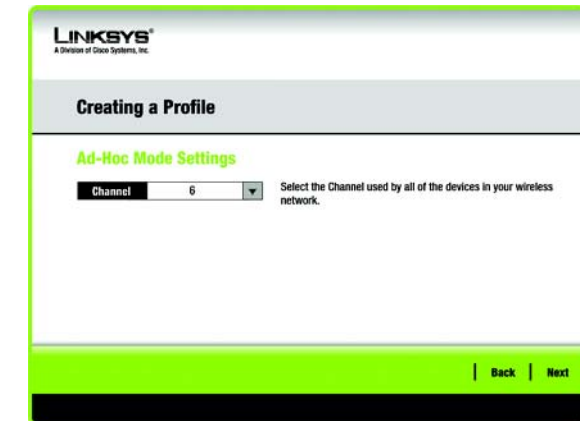 LINKSYS®
A Division of Cisco Systems, Inc.
Creating a Profile
Ad-Hoc Mode Settings
Channel 6 Select the Channel used by all of the devices in your wireless
network.
Back Next